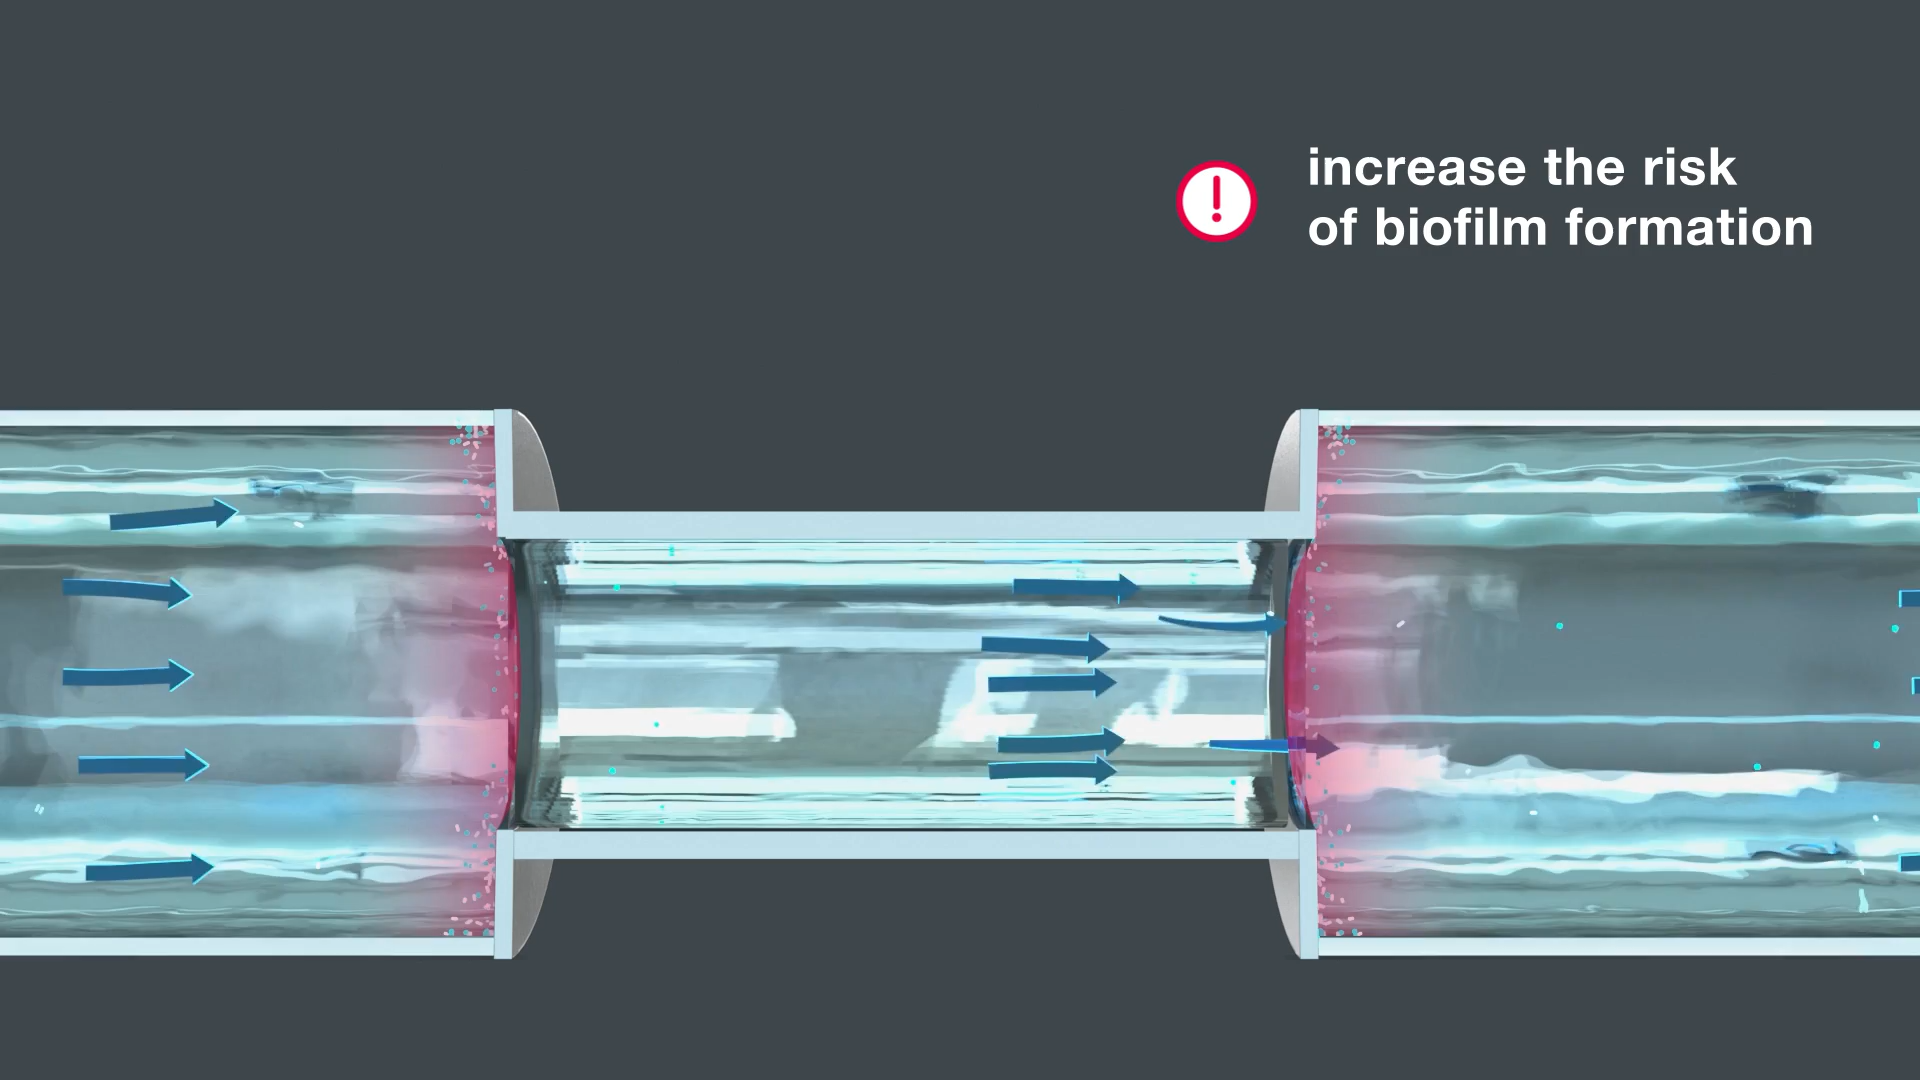 increase the risk
of biofilm formation